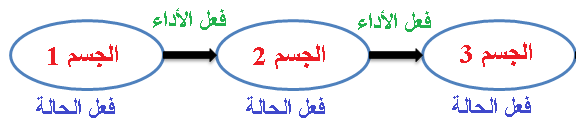 فعل الأداء
فعل الأداء
الجسم 1
الجسم 2
الجسم 3
فعل الحالة
فعل الحالة
فعل الحالة